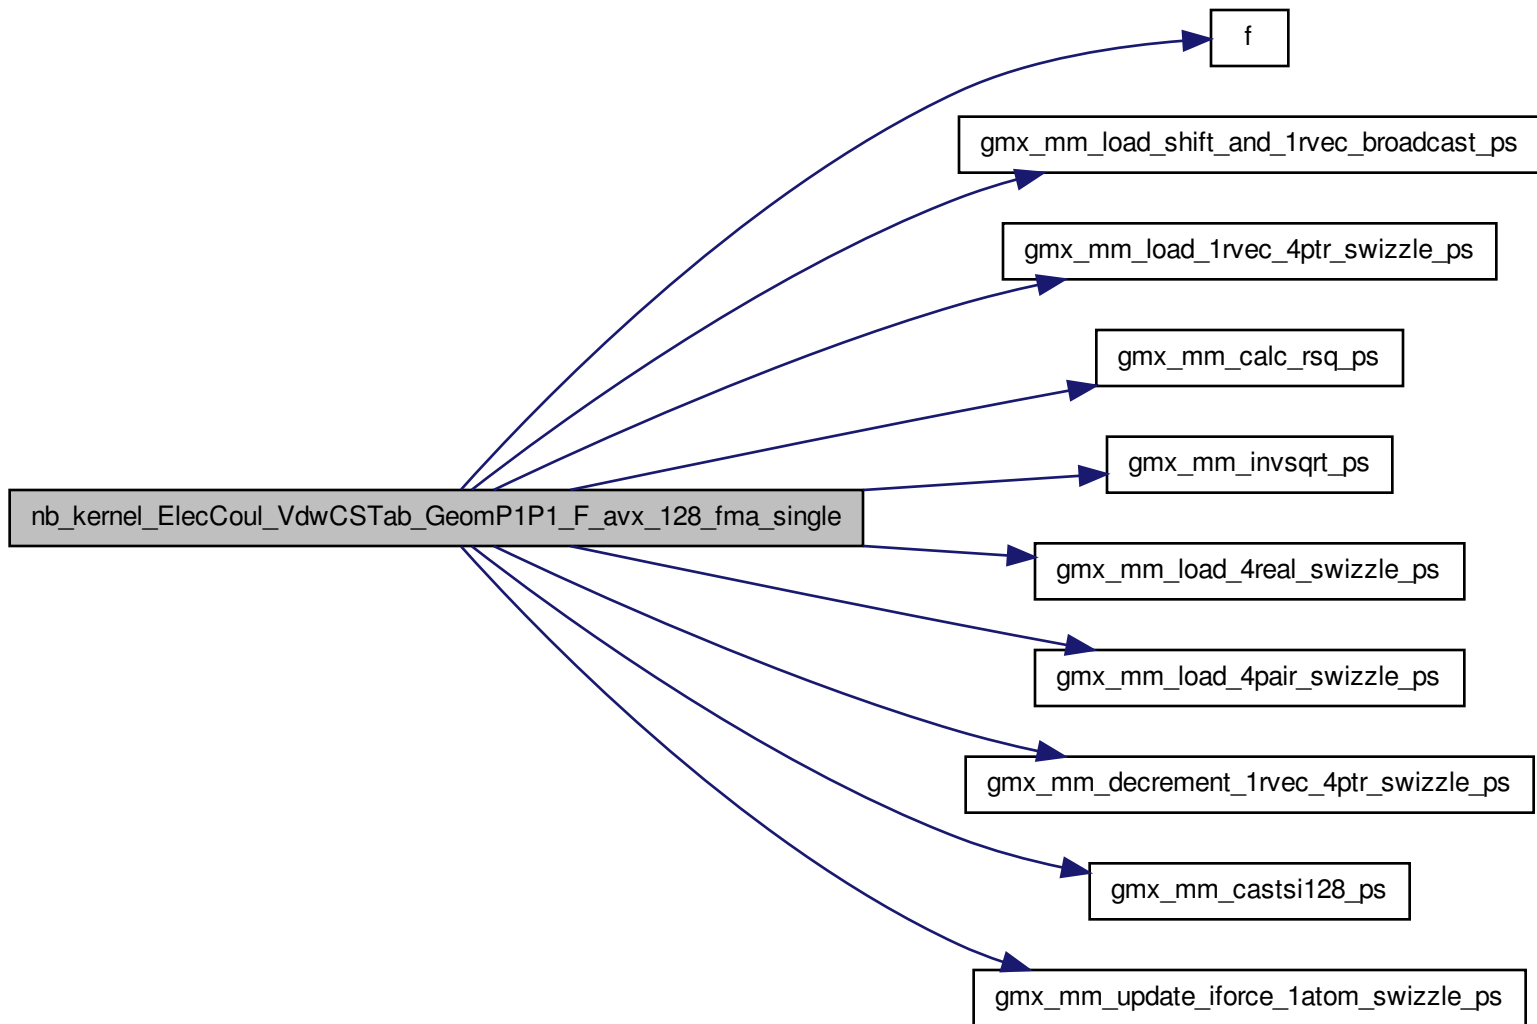 f
gmx_mm_load_shift_and_1rvec_broadcast_ps
gmx_mm_load_1rvec_4ptr_swizzle_ps
gmx_mm_calc_rsq_ps
gmx_mm_invsqrt_ps
nb_kernel_ElecCoul_VdwCSTab_GeomP1P1_F_avx_128_fma_single
gmx_mm_load_4real_swizzle_ps
gmx_mm_load_4pair_swizzle_ps
gmx_mm_decrement_1rvec_4ptr_swizzle_ps
gmx_mm_castsi128_ps
gmx_mm_update_iforce_1atom_swizzle_ps